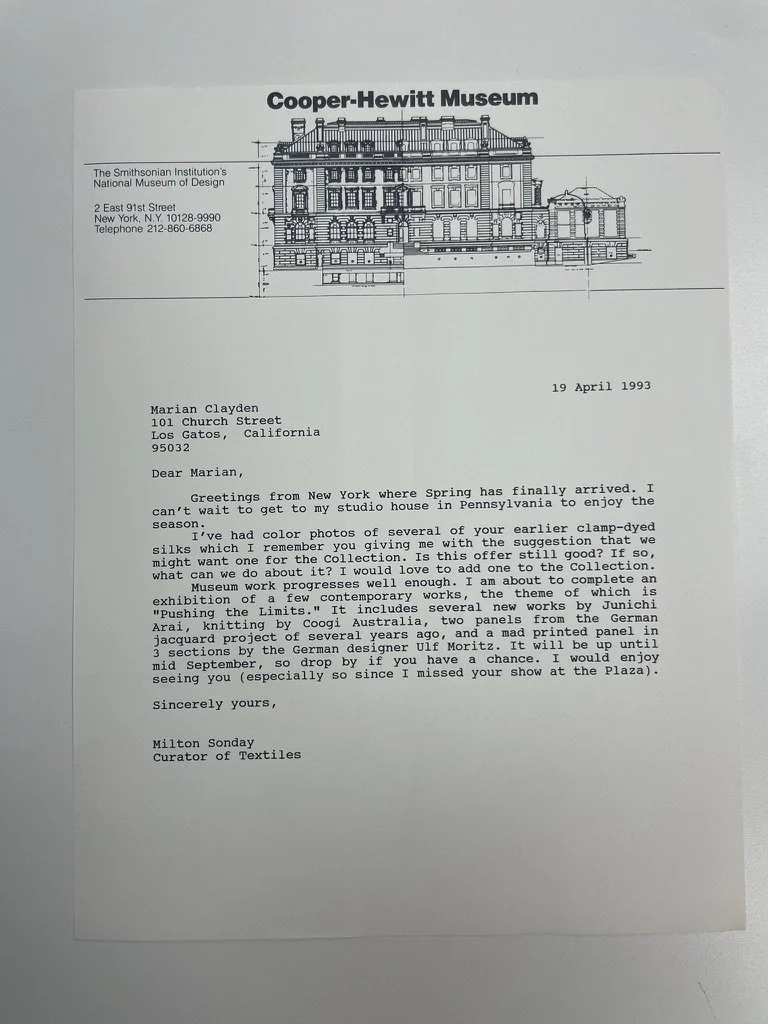 Cooper-Hewitt Museum
The Smithsonian Institution's
National Museum of Design
2 East 91st Street
New York, N.Y. 10128-9990
Telephone 212-860-6868
19 April 1993
Marian Clayden
101 Church Street
Los Gatos, California
95032
Dear Marian,
Greetings from New York where Spring has finally arrived. I
can't wait to get to my studio house in Pennsylvania to enjoy the
season.
I've had color photos of several of your earlier clamp-dyed
silks which I remember you giving me with the suggestion that we
might want one for the Collection. Is this offer still good? If so,
what can we do about it? I would love to add one to the Collection.
Museum work progresses well enough. I am about to complete an
exhibition of a few contemporary works, the theme of which is
"Pushing the Limits." It includes several new works by Junichi
Arai, knitting by Coogi Australia, two panels from the German
jacquard project of several years ago, and a mad printed panel in
3 sections by the German designer Ulf Moritz. It will be up until
mid September, so drop by if you have a chance. I would enjoy
seeing you (especially so since I missed your show at the Plaza).
Sincerely yours,
Milton Sonday
Curator of Textiles